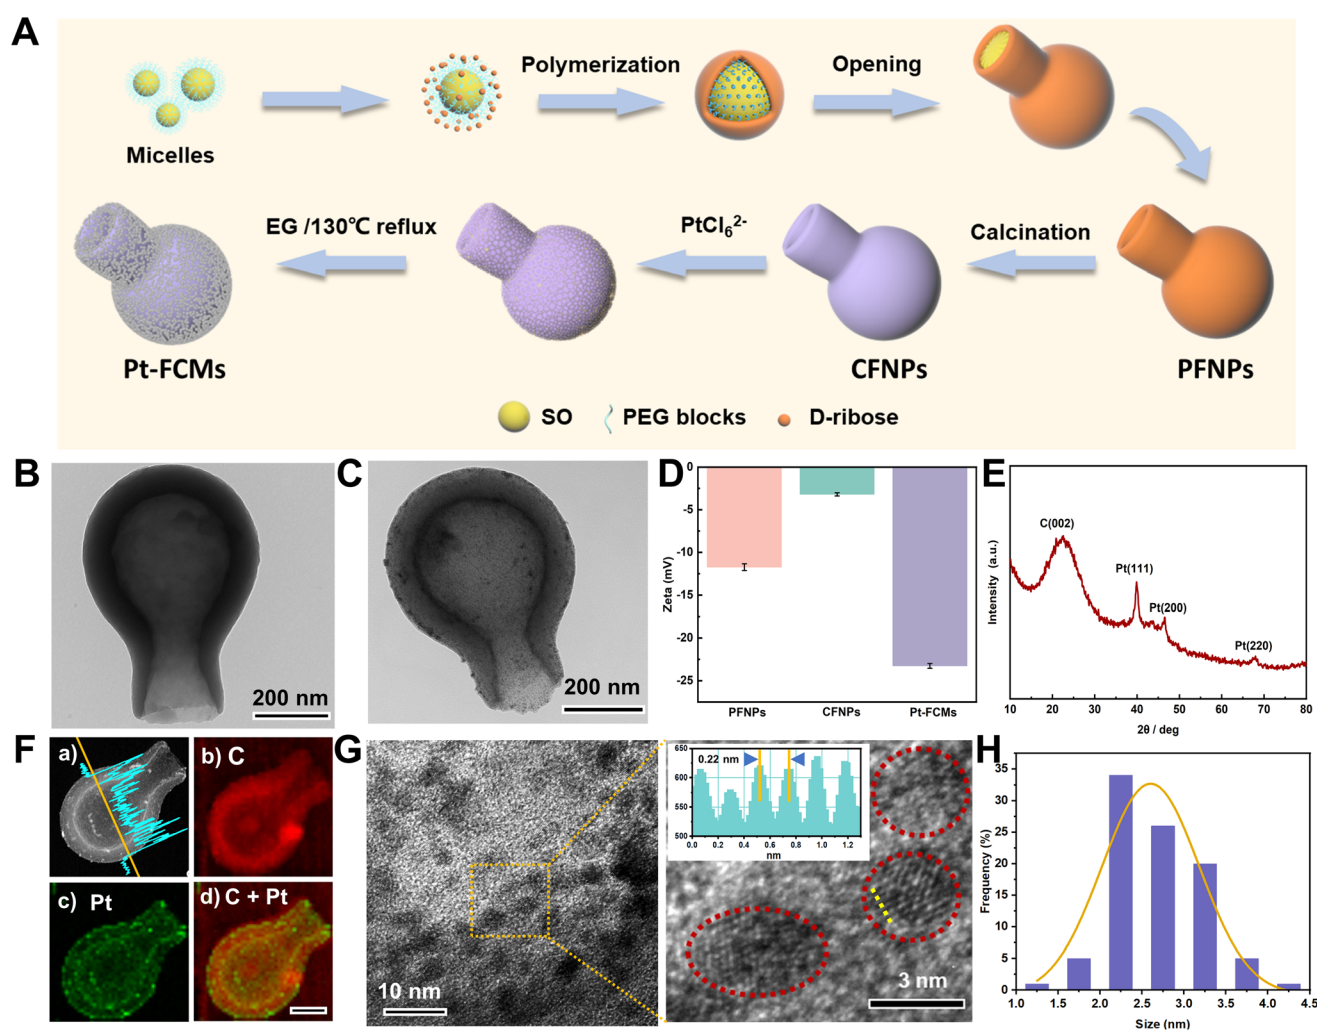 A
Micelles
Polymerization
Opening
EG /130℃ reflux
PtCl₆²⁻
Calcination
Pt-FCMs
CFNPs
PFNPs
SO
PEG blocks
D-ribose
B
200 nm
C
200 nm
D
Zeta (mV)
0
-5
-10
-15
-20
-25
PFNPs
CFNPs
Pt-FCMs
E
Intensity (a.u.)
C(002)
Pt(111)
Pt(200)
Pt(220)
10 20 30 40 50 60 70 80
2θ / deg
F
a)
b) C
c) Pt
d) C + Pt
G
10 nm
650
600
550
500
0.22 nm
0.0 0.2 0.4 0.6 0.8 1.0 1.2
nm
3 nm
H
Frequency (%)
35
30
25
20
15
10
5
0
1.0 1.5 2.0 2.5 3.0 3.5 4.0 4.5
Size (nm)